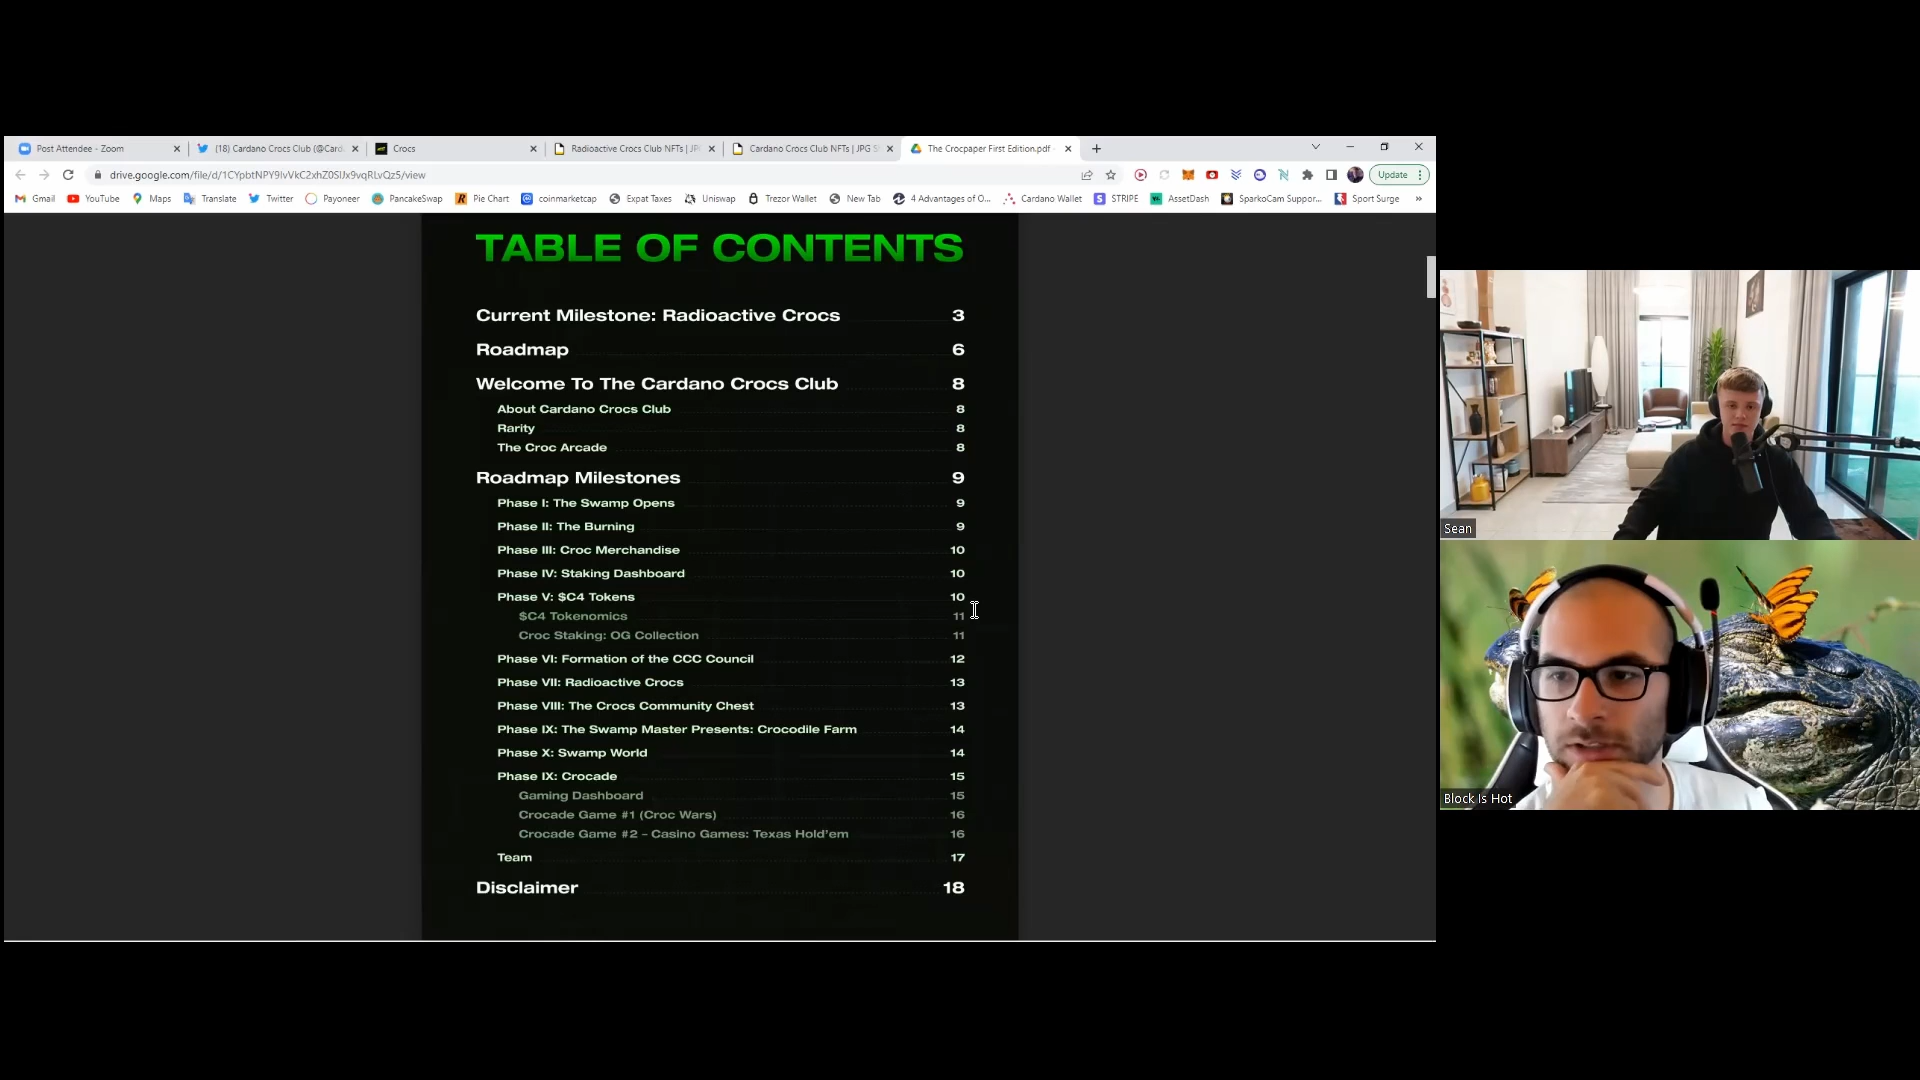 Post Attendee - Zoom
(18) Cardano Crocs Club (@Card
Crocs
Radioactive Crocs Club NFTs | JP
Cardano Crocs Club NFTs | JPG S
The Crocpaper First Edition.pdf
Update
Gmail
YouTube
Maps
Translate
Twitter
Payoneer
PancakeSwap
Pie Chart
coinmarketcap
Expat Taxes
Uniswap
Trezor Wallet
New Tab
4 Advantages of O...
Cardano Wallet
STRIPE
AssetDash
SparkoCam Suppor...
Sport Surge
TABLE OF CONTENTS
Current Milestone: Radioactive Crocs 3
Roadmap 6
Welcome To The Cardano Crocs Club 8
About Cardano Crocs Club 8
Rarity 8
The Croc Arcade 8
Roadmap Milestones 9
Phase I: The Swamp Opens 9
Phase II: The Burning 9
Phase III: Croc Merchandise 10
Phase IV: Staking Dashboard 10
Phase V: $C4 Tokens 10
$C4 Tokenomics 11
Croc Staking: OG Collection 11
Phase VI: Formation of the CCC Council 12
Phase VII: Radioactive Crocs 13
Phase VIII: The Crocs Community Chest 13
Phase IX: The Swamp Master Presents: Crocodile Farm 14
Phase X: Swamp World 14
Phase IX: Crocade 15
Gaming Dashboard 15
Crocade Game #1 (Croc Wars) 16
Crocade Game #2 - Casino Games: Texas Hold'em 16
Team 17
Disclaimer 18
Sean
Block Is Hot